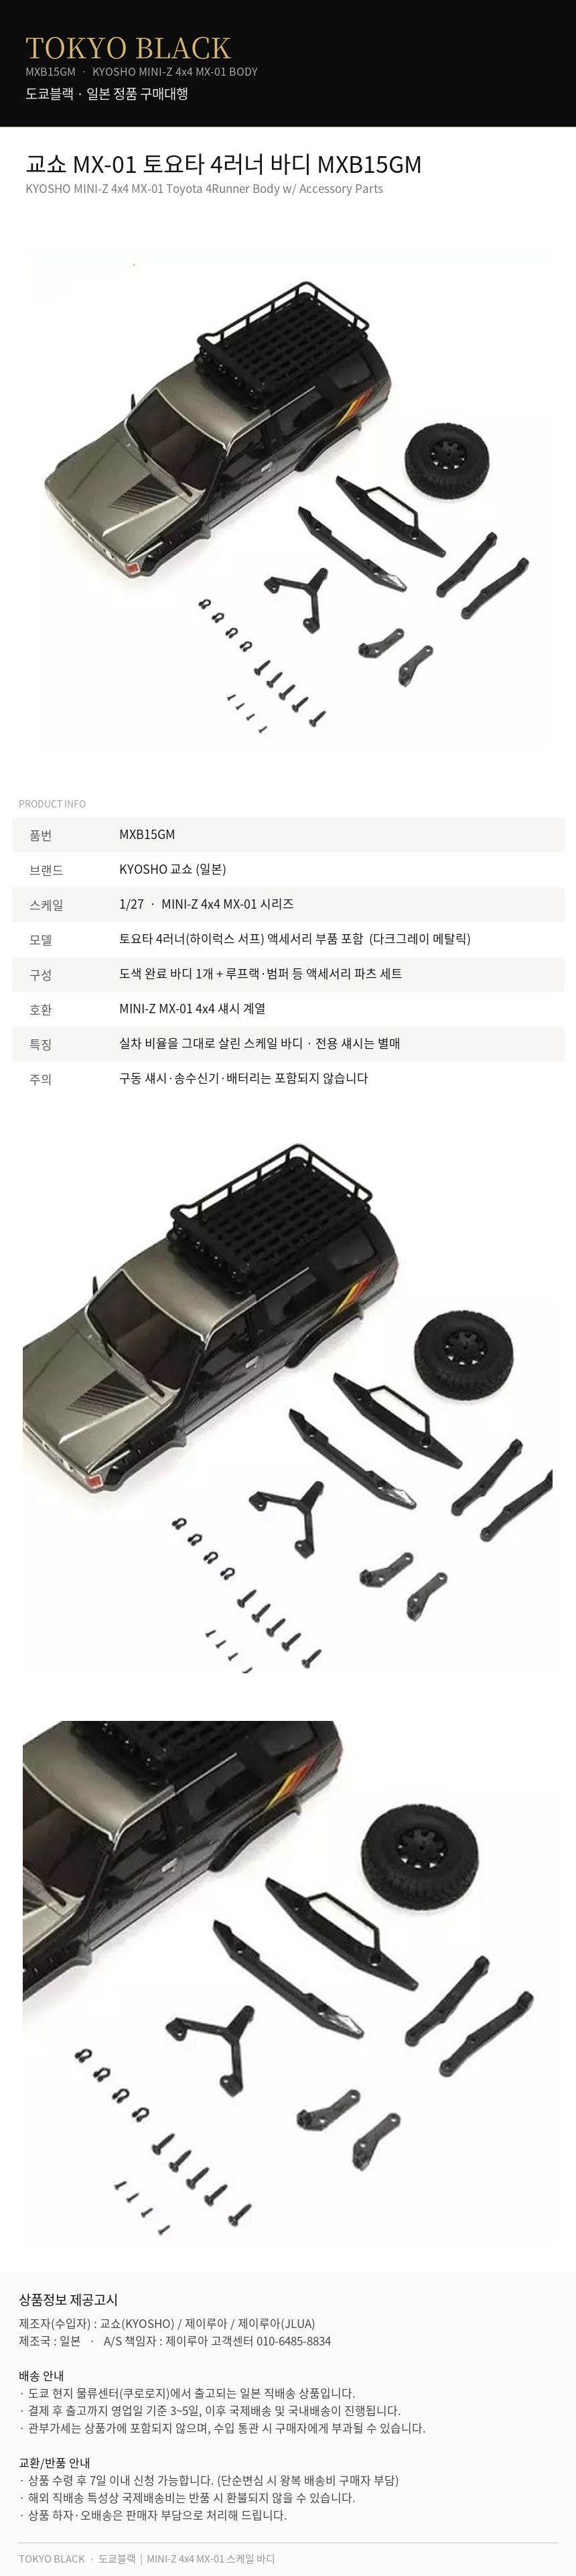 TOKYO BLACK
MXB15GM · KYOSHO MINI-Z 4x4 MX-01 BODY
도쿄블랙 · 일본 정품 구매대행
교쇼 MX-01 토요타 4러너 바디 MXB15GM
KYOSHO MINI-Z 4x4 MX-01 Toyota 4Runner Body w/ Accessory Parts
PRODUCT INFO
품번 MXB15GM
브랜드 KYOSHO 교쇼 (일본)
스케일 1/27 · MINI-Z 4x4 MX-01 시리즈
모델 토요타 4러너(하이럭스 서프) 액세서리 부품 포함 (다크그레이 메탈릭)
구성 도색 완료 바디 1개 + 루프랙·범퍼 등 액세서리 파츠 세트
호환 MINI-Z MX-01 4x4 섀시 계열
특징 실차 비율을 그대로 살린 스케일 바디 · 전용 섀시는 별매
주의 구동 섀시·송수신기·배터리는 포함되지 않습니다
상품정보 제공고시
제조자(수입자) : 교쇼(KYOSHO) / 제이루아 / 제이루아(JLUA)
제조국 : 일본 · A/S 책임자 : 제이루아 고객센터 010-6485-8834
배송 안내
· 도쿄 현지 물류센터(쿠로로지)에서 출고되는 일본 직배송 상품입니다.
· 결제 후 출고까지 영업일 기준 3~5일, 이후 국제배송 및 국내배송이 진행됩니다.
· 관부가세는 상품가에 포함되지 않으며, 수입 통관 시 구매자에게 부과될 수 있습니다.
교환/반품 안내
· 상품 수령 후 7일 이내 신청 가능합니다. (단순변심 시 왕복 배송비 구매자 부담)
· 해외 직배송 특성상 국제배송비는 반품 시 환불되지 않을 수 있습니다.
· 상품 하자·오배송은 판매자 부담으로 처리해 드립니다.
TOKYO BLACK · 도쿄블랙 | MINI-Z 4x4 MX-01 스케일 바디